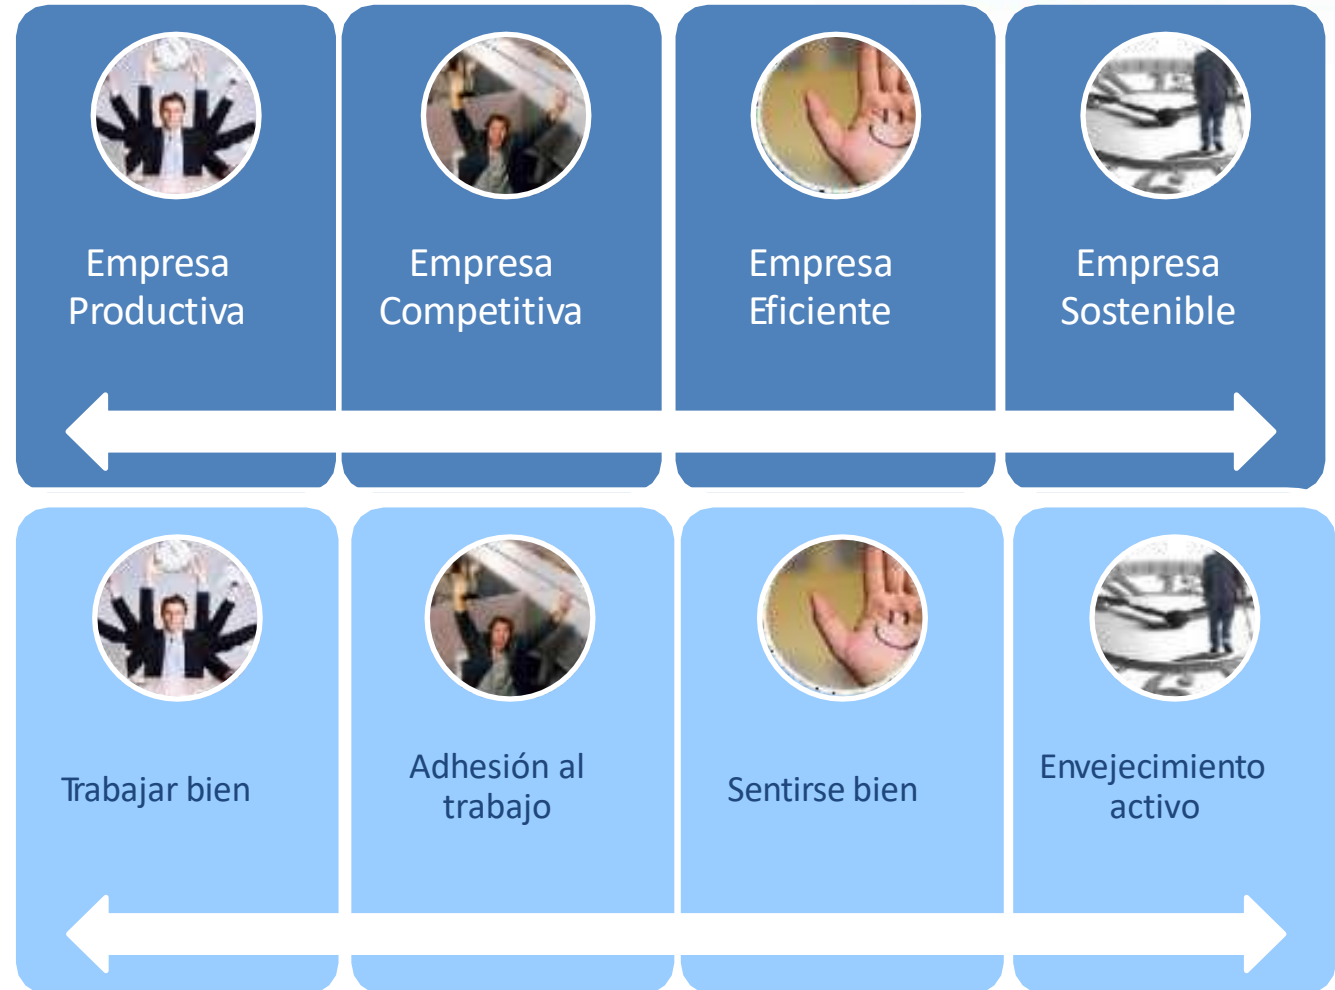 Empresa
Productiva
Empresa
Competitiva
Empresa
Eficiente
Empresa
Sostenible
Trabajar bien
Adhesión al
trabajo
Sentirse bien
Envejecimiento
activo